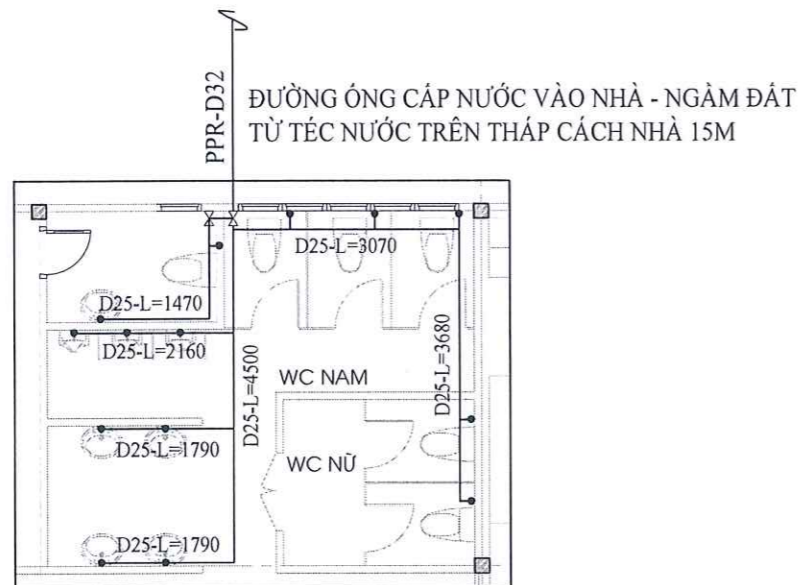 PPR-D32
ĐƯỜNG ỐNG CẤP NƯỚC VÀO NHÀ - NGẦM ĐẤT
TỪ TÉC NƯỚC TRÊN THÁP CÁCH NHÀ 15M
D25-L=3070
D25-L=1470
D25-L=2160
D25-L=4500
WC NAM
D25-L=3680
D25-L=1790
WC NỮ
D25-L=1790